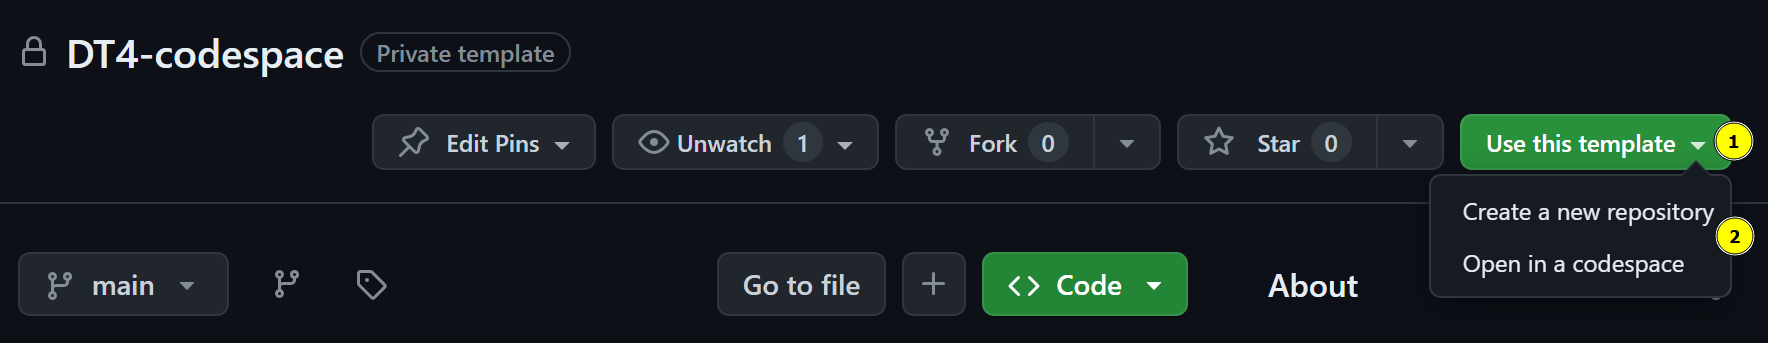 DT4-codespace Private template
Edit Pins Unwatch 1 Fork 0 Star 0 Use this template 1
Create a new repository
2
Open in a codespace
main Go to file + <> Code About